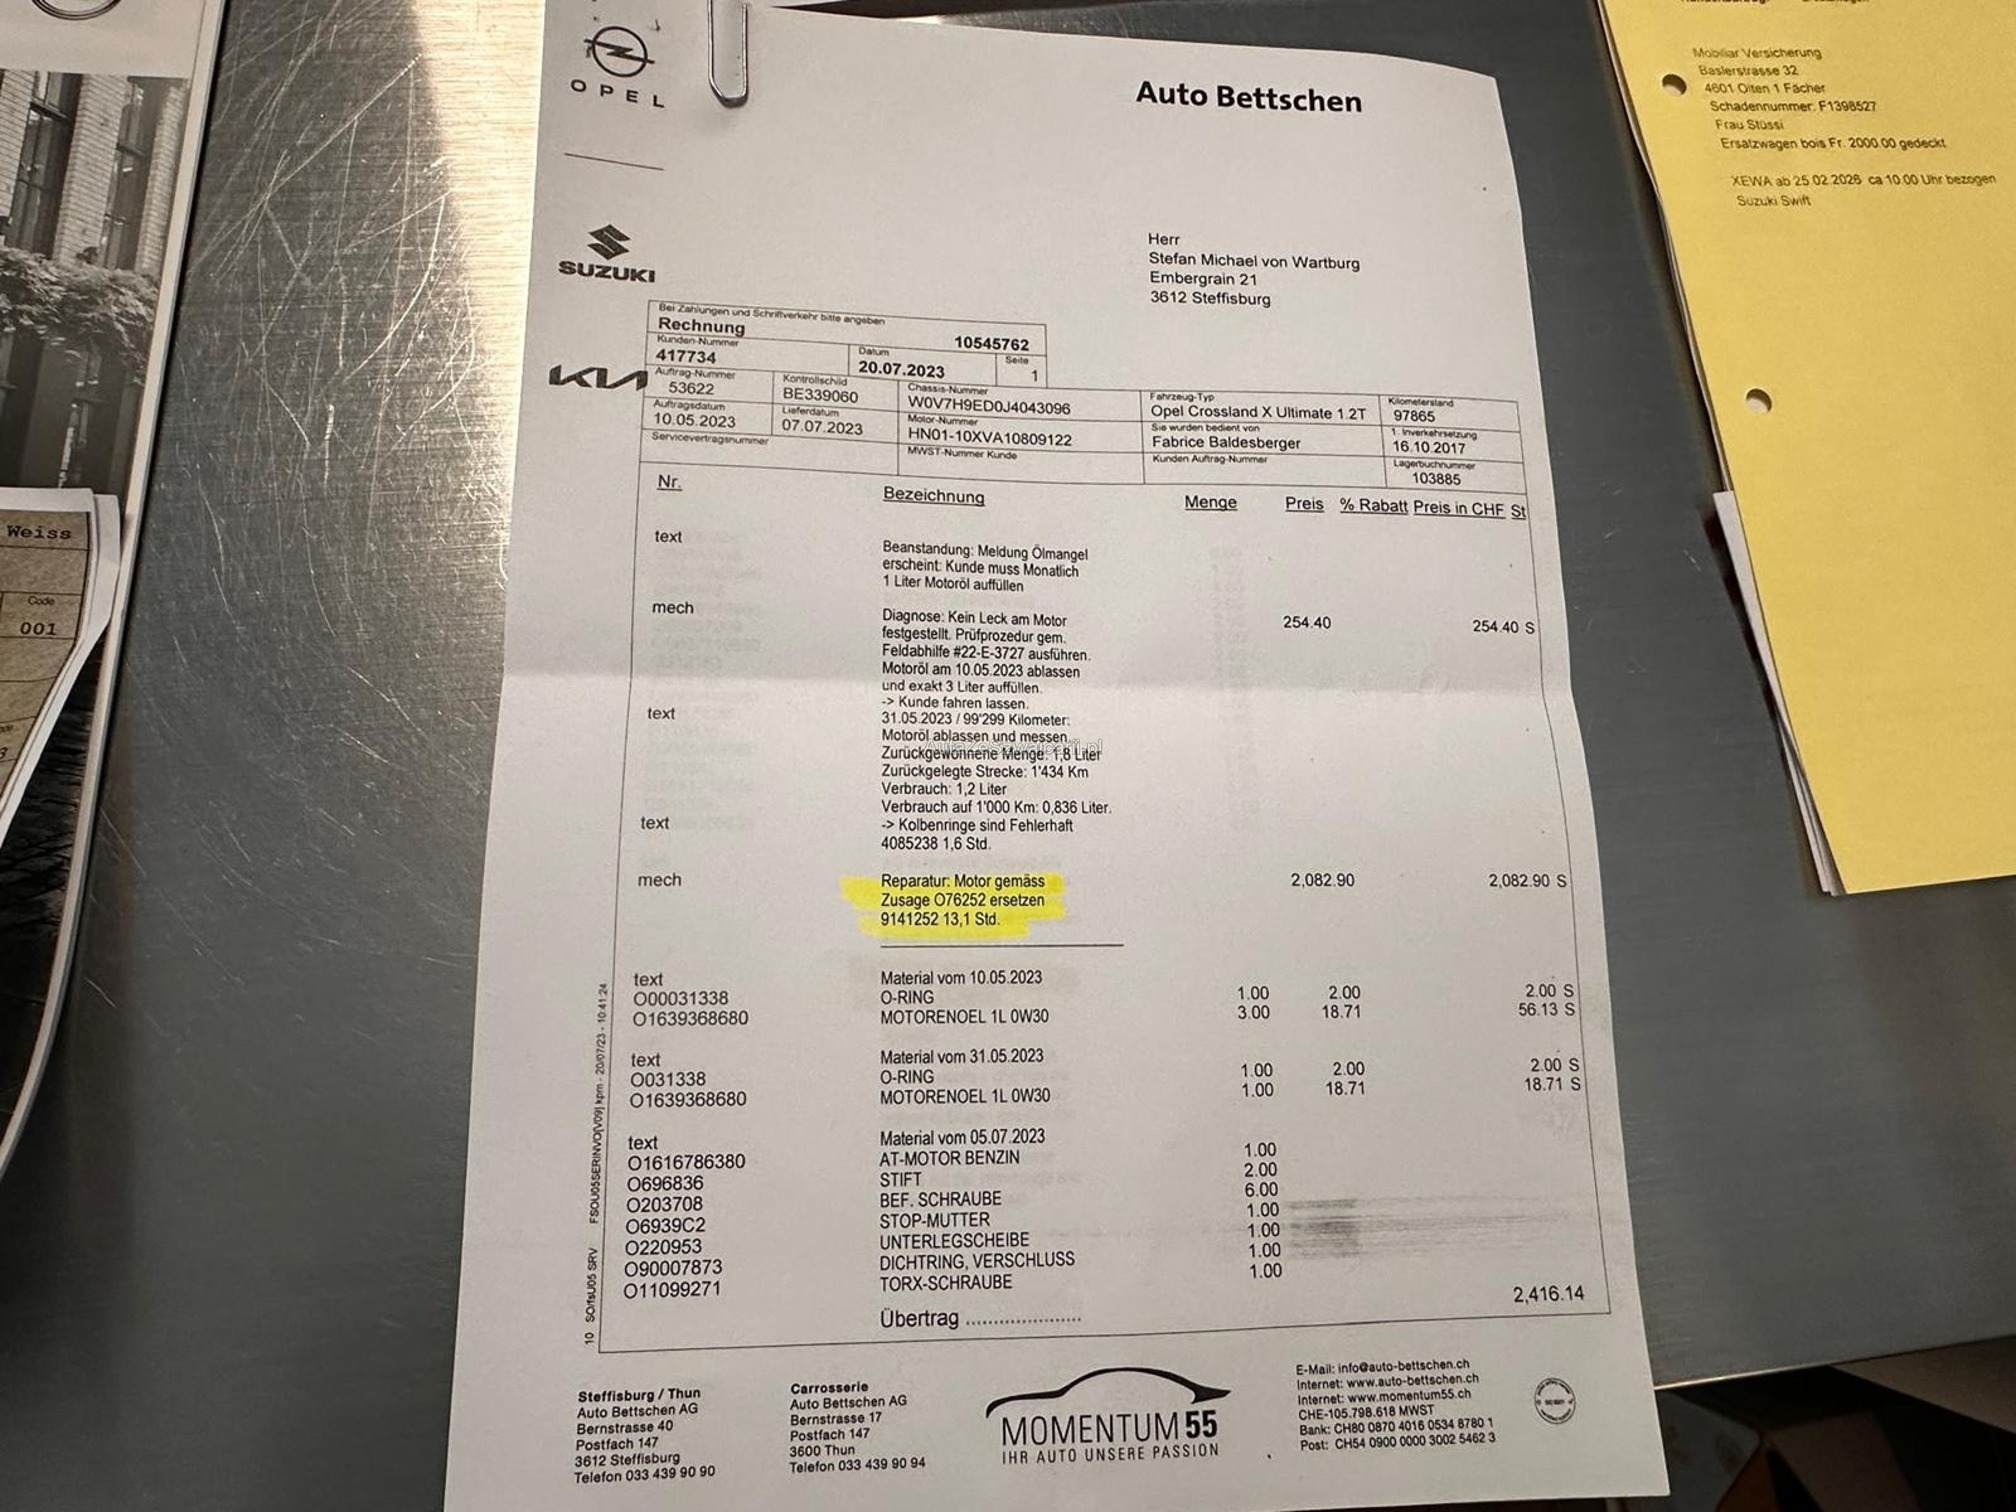 OPEL
Auto Bettschen
SUZUKI
KIA
Herr
Stefan Michael von Wartburg
Embergrain 21
3612 Steffisburg
Bei Zahlungen und Schriftverkehr bitte angeben
Rechnung 10545762
Kunden-Nummer Datum Seite
417734 20.07.2023 1
Auftrag-Nummer Kontrollschild Chassis-Nummer Fahrzeug-Typ Kilometerstand
53622 BE339060 W0V7H9ED0J4043096 Opel Crossland X Ultimate 1.2T 97865
Auftragsdatum Lieferdatum Motor-Nummer Sie wurden bedient von 1. Inverkehrsetzung
10.05.2023 07.07.2023 HN01-10XVA10809122 Fabrice Baldesberger 16.10.2017
Servicevertragsnummer MWST-Nummer Kunde Kunden Auftrag-Nummer Lagerbuchnummer
103885
Nr. Bezeichnung Menge Preis % Rabatt Preis in CHF St
text Beanstandung: Meldung Ölmangel
erscheint: Kunde muss Monatlich
1 Liter Motoröl auffüllen
mech Diagnose: Kein Leck am Motor 254.40 254.40 S
festgestellt. Prüfprozedur gem.
Feldabhilfe #22-E-3727 ausführen.
Motoröl am 10.05.2023 ablassen
und exakt 3 Liter auffüllen.
-> Kunde fahren lassen.
text 31.05.2023 / 99'299 Kilometer:
Motoröl ablassen und messen.
Zurückgewonnene Menge: 1,8 Liter
Zurückgelegte Strecke: 1'434 Km
Verbrauch: 1,2 Liter
Verbrauch auf 1'000 Km: 0,836 Liter.
text -> Kolbenringe sind Fehlerhaft
4085238 1,6 Std.
mech Reparatur: Motor gemäss 2,082.90 2,082.90 S
Zusage O76252 ersetzen
9141252 13,1 Std.
text Material vom 10.05.2023
O00031338 O-RING 1.00 2.00 2.00 S
O1639368680 MOTORENOEL 1L 0W30 3.00 18.71 56.13 S
text Material vom 31.05.2023
O031338 O-RING 1.00 2.00 2.00 S
O1639368680 MOTORENOEL 1L 0W30 1.00 18.71 18.71 S
text Material vom 05.07.2023
O1616786380 AT-MOTOR BENZIN 1.00
O696836 STIFT 2.00
O203708 BEF. SCHRAUBE 6.00
O6939C2 STOP-MUTTER 1.00
O220953 UNTERLEGSCHEIBE 1.00
O90007873 DICHTRING, VERSCHLUSS 1.00
O11099271 TORX-SCHRAUBE 1.00
Übertrag ...................... 2,416.14
10 SO/fsU05 SRV FSOU05SERINVO[V09] kpm - 20/07/23 - 10:41:24
Steffisburg / Thun
Auto Bettschen AG
Bernstrasse 40
Postfach 147
3612 Steffisburg
Telefon 033 439 90 90
Carrosserie
Auto Bettschen AG
Bernstrasse 17
Postfach 147
3600 Thun
Telefon 033 439 90 94
MOMENTUM 55
IHR AUTO UNSERE PASSION
E-Mail: info@auto-bettschen.ch
Internet: www.auto-bettschen.ch
Internet: www.momentum55.ch
CHE-105.798.618 MWST
Bank: CH80 0870 4016 0534 8780 1
Post: CH54 0900 0000 3002 5462 3
Mobiliar Versicherung
Baslerstrasse 32
4601 Olten 1 Fächer
Schadennummer: F1398527
Frau Stüssi
Ersatzwagen bois Fr. 2000.00 gedeckt
XEWA ab 25.02.2026 ca 10.00 Uhr bezogen
Suzuki Swift
Weiss
Code
001